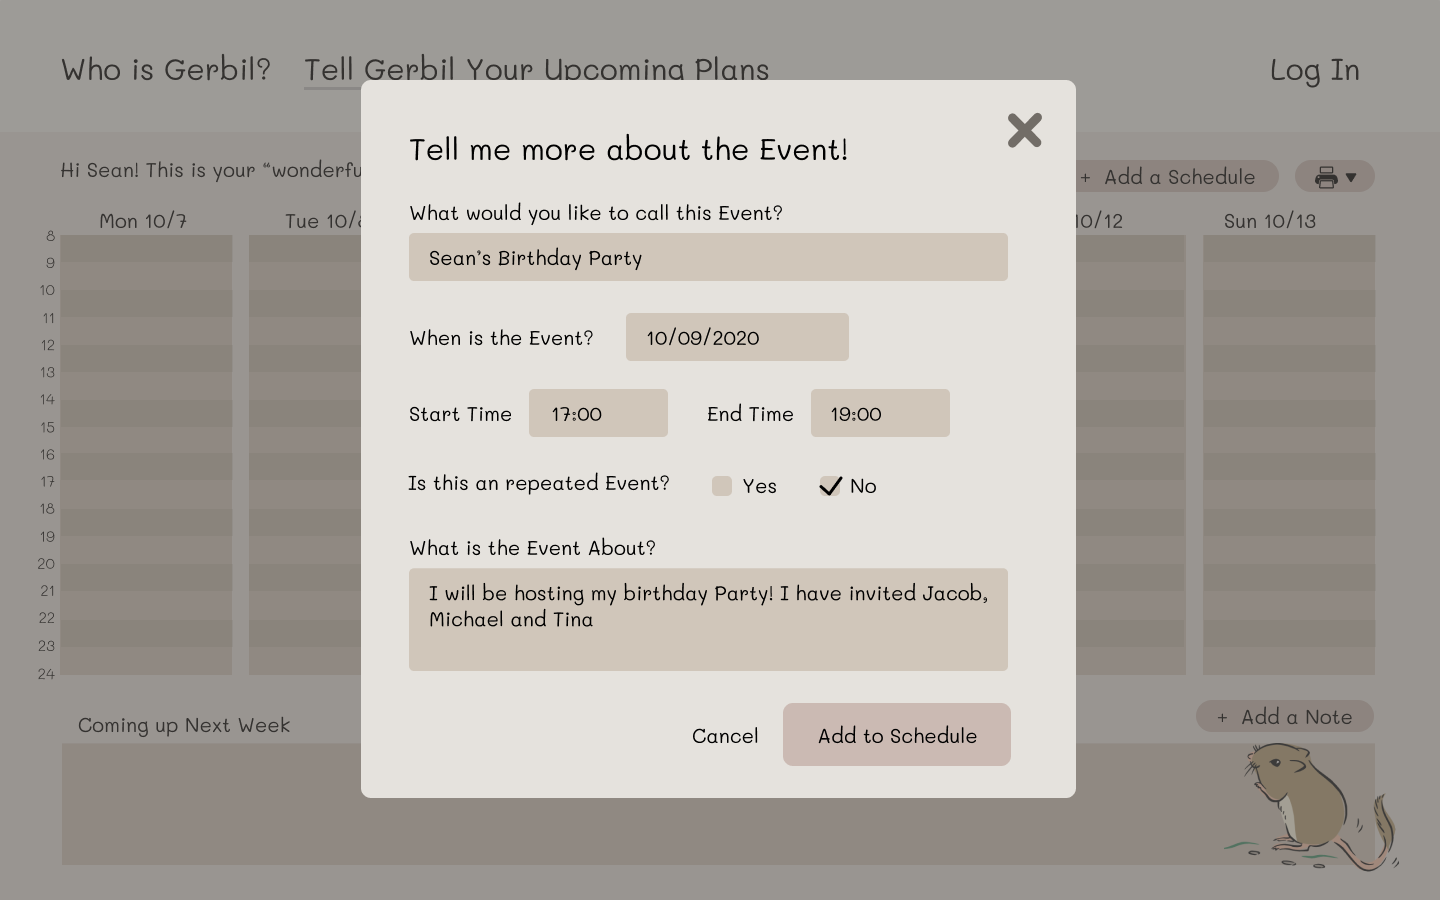 Who is Gerbil? Tell Gerbil Your Upcoming Plans Log In
Tell me more about the Event!
Hi Sean! This is your “wonderfu
+ Add a Schedule
Mon 10/7 Tue 10/ 10/12 Sun 10/13
8
9
10
11
12
13
14
15
16
17
18
19
20
21
22
23
24
What would you like to call this Event?
Sean’s Birthday Party
When is the Event? 10/09/2020
Start Time 17:00 End Time 19:00
Is this an repeated Event? Yes No
What is the Event About?
I will be hosting my birthday Party! I have invited Jacob,
Michael and Tina
Cancel Add to Schedule
Coming up Next Week
+ Add a Note